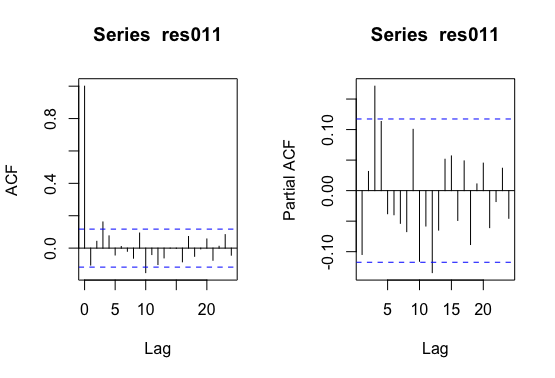 Series res011
ACF
0.0 0.4 0.8
0 5 10 20
Lag
Series res011
Partial ACF
-0.10 0.00 0.10
5 10 15 20
Lag